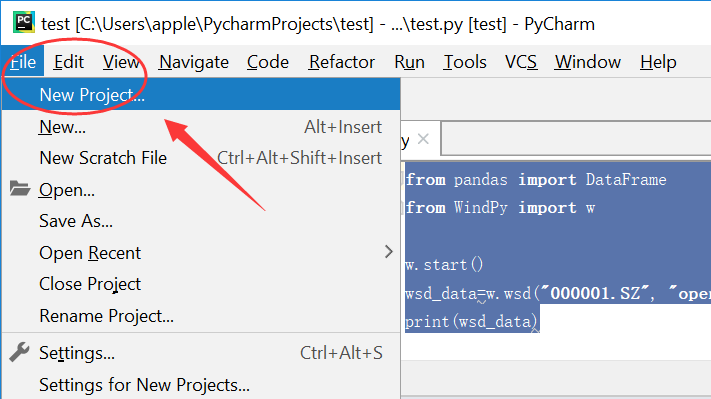 PC
test [C:\Users\apple\PycharmProjects\test] - ...\test.py [test] - PyCharm
File Edit View Navigate Code Refactor Run Tools VCS Window Help
New Project...
New... Alt+Insert
New Scratch File Ctrl+Alt+Shift+Insert
Open...
Save As...
Open Recent
Close Project
Rename Project...
Settings... Ctrl+Alt+S
Settings for New Projects...
y
from pandas import DataFrame
from WindPy import w
w.start()
wsd_data=w.wsd("000001.SZ", "ope
print(wsd_data)